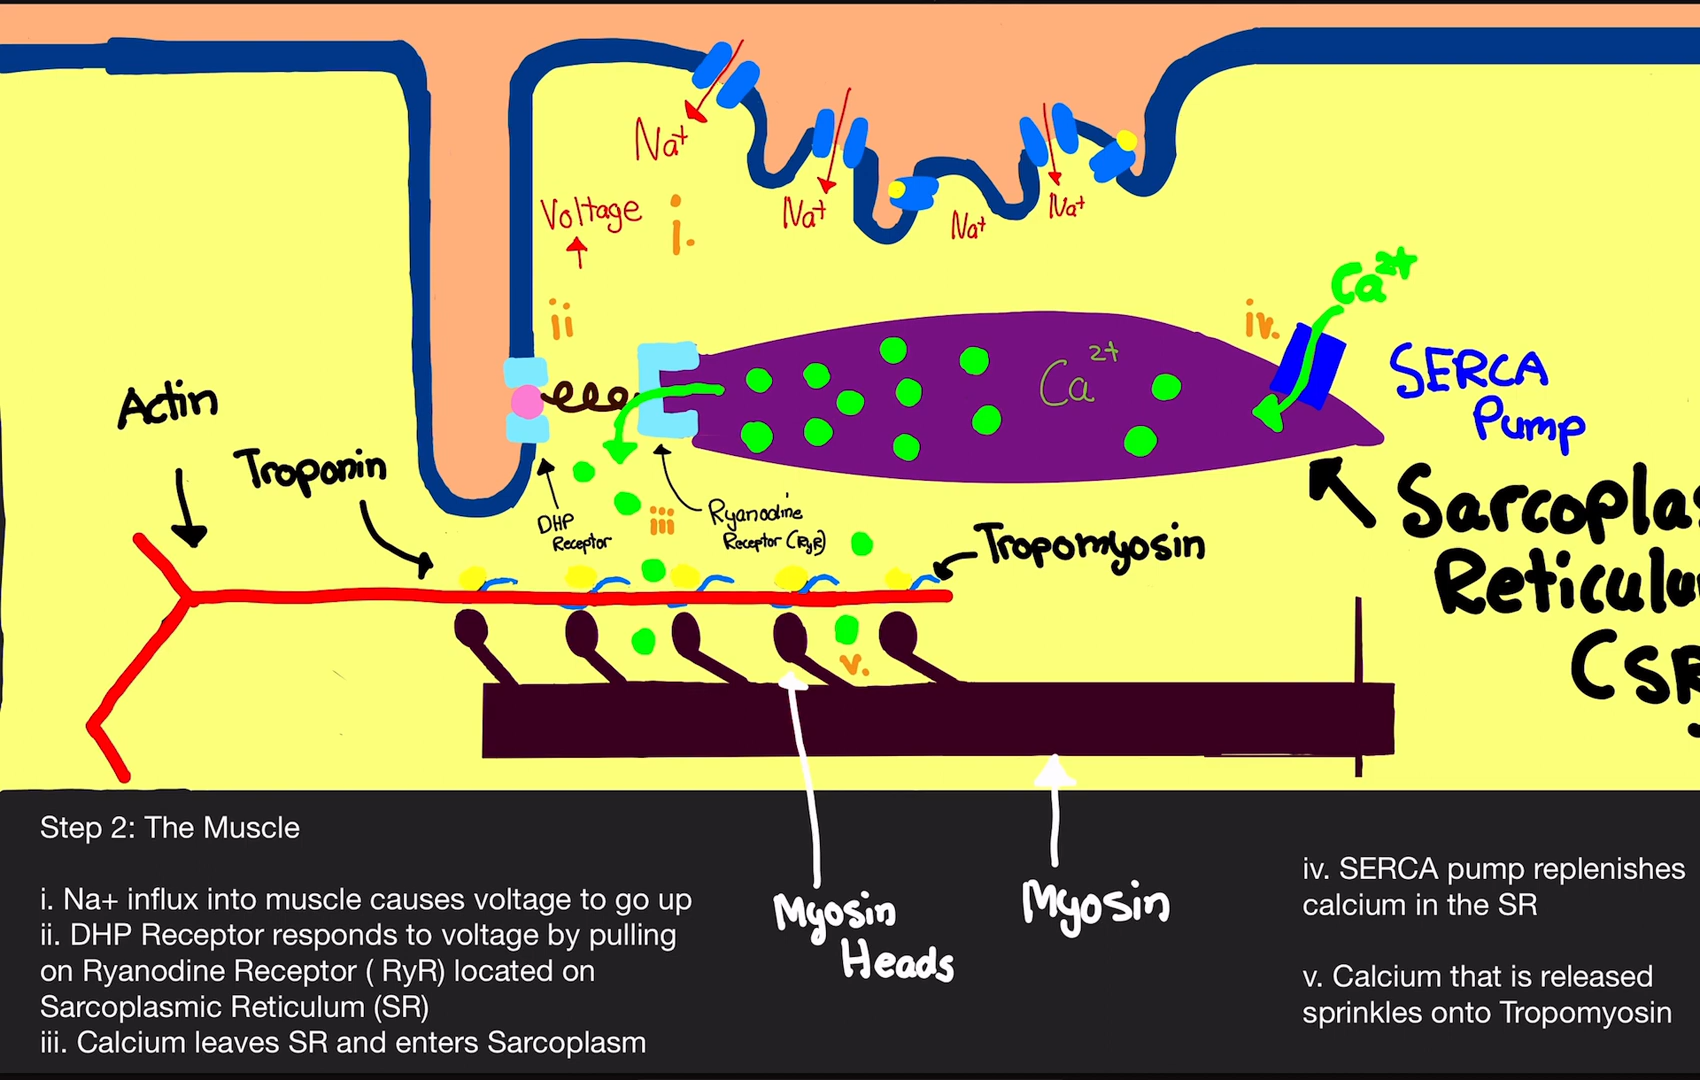 Na+
Na+
Na+
Na+
Voltage
i.
ii
Ca2+
iv.
SERCA
Pump
Ca2+
Actin
Troponin
DHP
Receptor
iii
Ryanodine
Receptor (RyR)
Tropomyosin
Sarcoplas
Reticulu
(SR
v.
Myosin
Heads
Myosin
Step 2: The Muscle
i. Na+ influx into muscle causes voltage to go up
ii. DHP Receptor responds to voltage by pulling
on Ryanodine Receptor ( RyR) located on
Sarcoplasmic Reticulum (SR)
iii. Calcium leaves SR and enters Sarcoplasm
iv. SERCA pump replenishes
calcium in the SR
v. Calcium that is released
sprinkles onto Tropomyosin